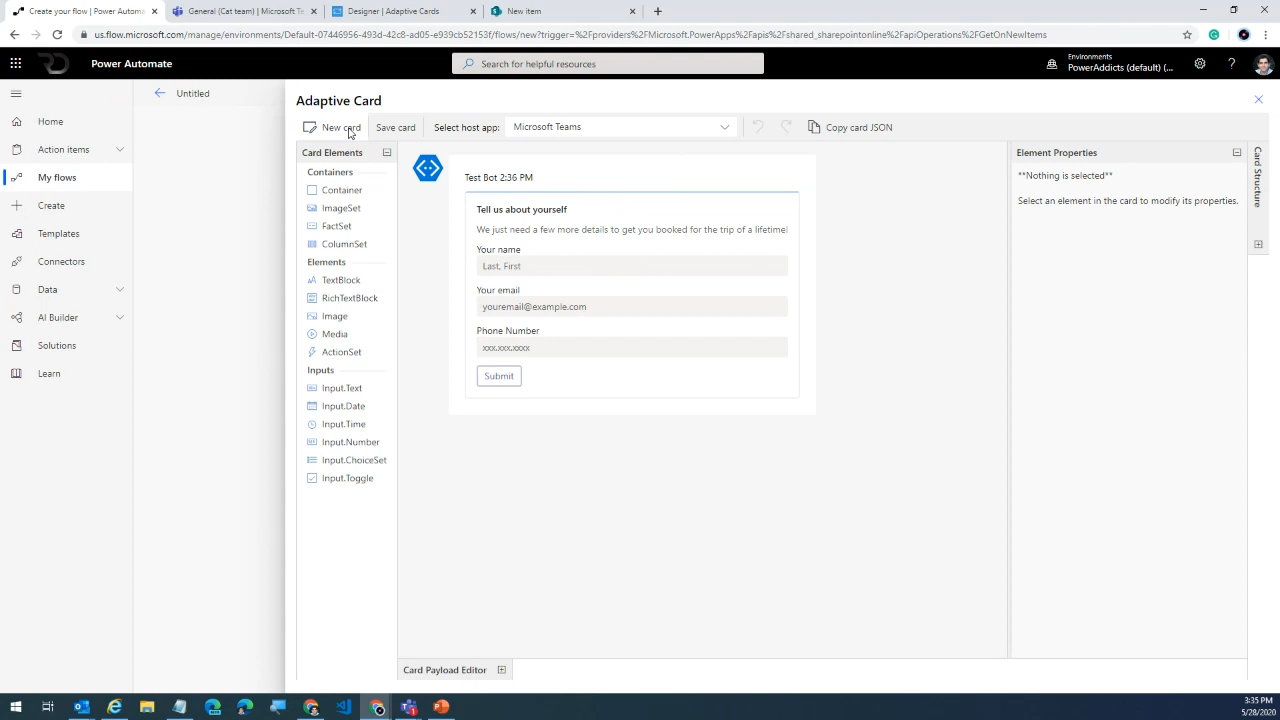 Create your flow | Power Automa
General (Cat team) | Microsoft Te
Designer | Adaptive Cards
New item
us.flow.microsoft.com/manage/environments/Default-07446956-493d-42c8-ad05-e939cb52153f/flows/new?trigger=%2Fproviders%2FMicrosoft.PowerApps%2Fapis%2Fshared_sharepointonline%2FapiOperations%2FGetOnNewItems
Power Automate
Search for helpful resources
Environments
PowerAddicts (default) (...
Untitled
Home
Action items
My flows
Create
Templates
Connectors
Data
AI Builder
Solutions
Learn
Adaptive Card
New card
Save card
Select host app:
Microsoft Teams
Copy card JSON
Card Elements
Containers
Container
ImageSet
FactSet
ColumnSet
Elements
TextBlock
RichTextBlock
Image
Media
ActionSet
Inputs
Input.Text
Input.Date
Input.Time
Input.Number
Input.ChoiceSet
Input.Toggle
Test Bot 2:36 PM
Tell us about yourself
We just need a few more details to get you booked for the trip of a lifetime!
Your name
Last, First
Your email
youremail@example.com
Phone Number
xxx.xxx.xxxx
Submit
Card Payload Editor
Element Properties
**Nothing is selected**
Select an element in the card to modify its properties.
Card Structure
3:35 PM
5/28/2020